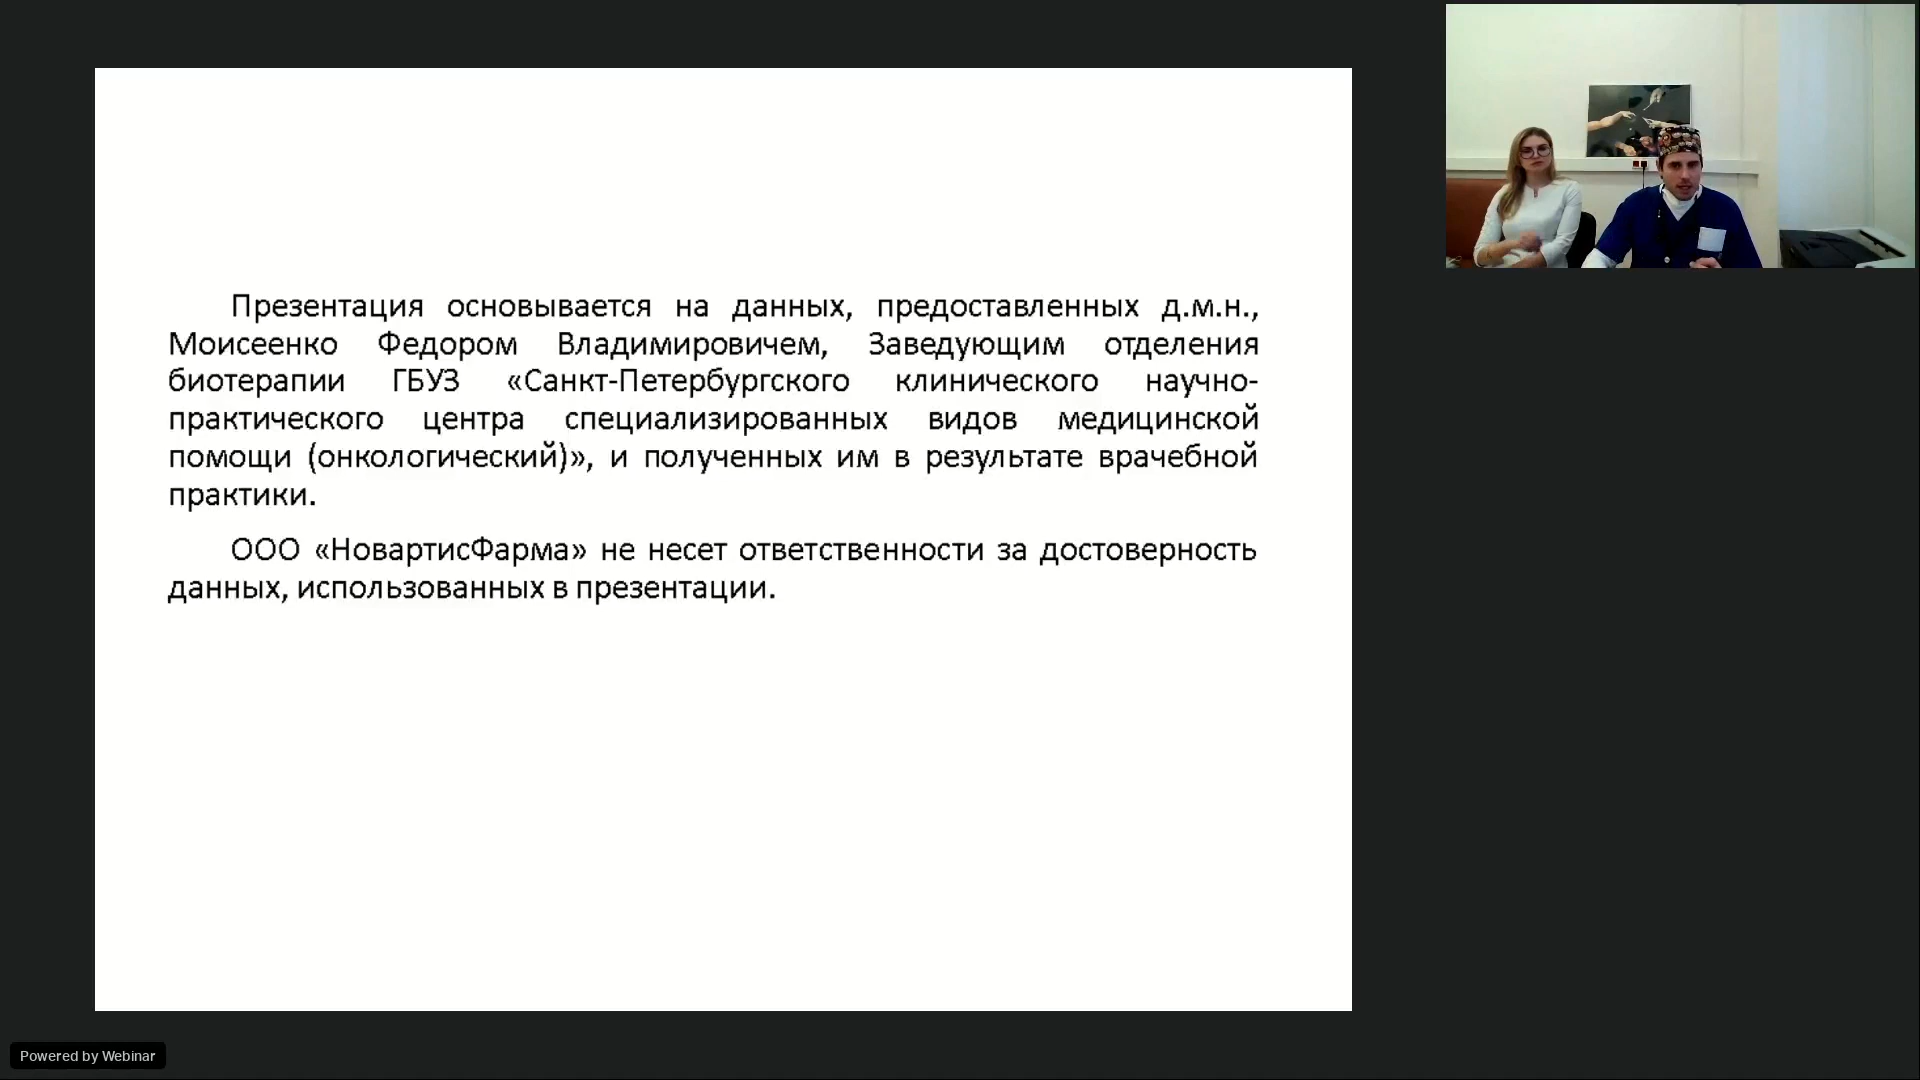 Презентация основывается на данных, предоставленных д.м.н.,
Моисеенко Федором Владимировичем, Заведующим отделения
биотерапии ГБУЗ «Санкт-Петербургского клинического научно-
практического центра специализированных видов медицинской
помощи (онкологический)», и полученных им в результате врачебной
практики.
ООО «НовартисФарма» не несет ответственности за достоверность
данных, использованных в презентации.
Powered by Webinar